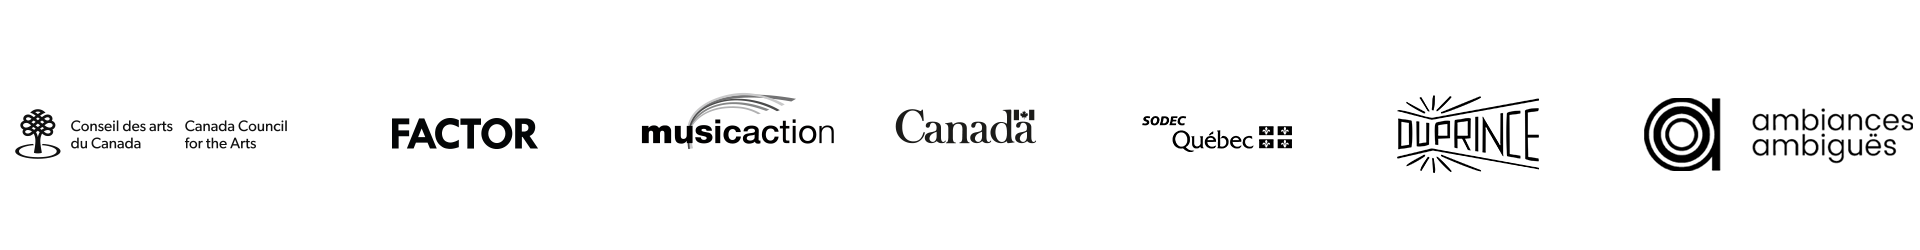 Conseil des arts
du Canada
Canada Council
for the Arts
FACTOR
musicaction
Canada
SODEC
Québec
DUPRINCE
ambiances
ambiguës